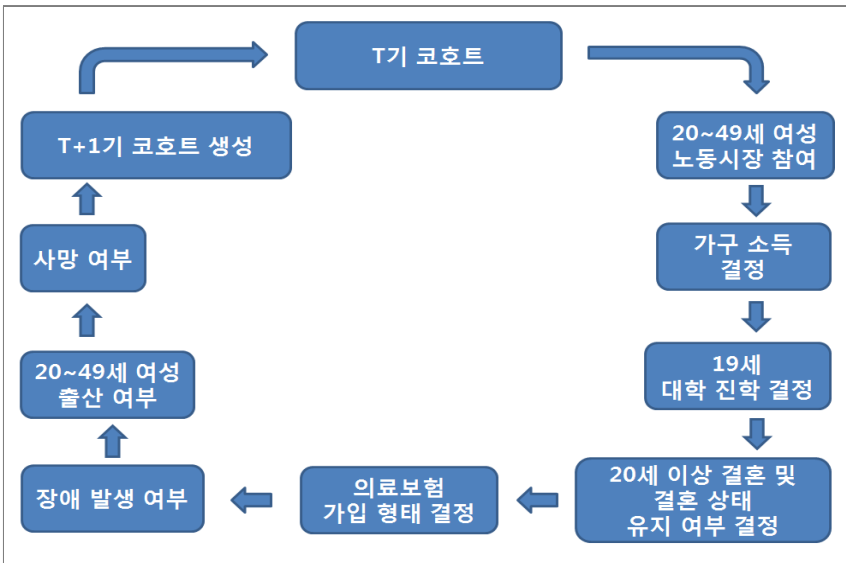 T기 코호트
20~49세 여성
노동시장 참여
가구 소득
결정
19세
대학 진학 결정
20세 이상 결혼 및
결혼 상태
유지 여부 결정
의료보험
가입 형태 결정
장애 발생 여부
20~49세 여성
출산 여부
사망 여부
T+1기 코호트 생성